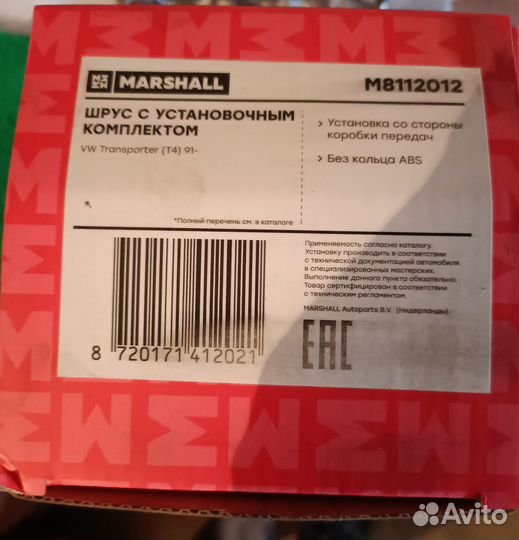 MARSHALL
M8112012
ШРУС С УСТАНОВОЧНЫМ
КОМПЛЕКТОМ
VW Transporter (T4) 91-
› Установка со стороны
коробки передач
› Без кольца ABS
*Полный перечень см. в каталоге
Применяемость согласно каталогу.
Установку производить в соответствии
с технической документацией автомобиля
в специализированных мастерских.
Выполнение данного пункта обязательно.
Товар сертифицирован в соответствии
с техническим регламентом.
MARSHALL Autoparts B.V. (Нидерланды)
8 720171 412021
EAC
Avito